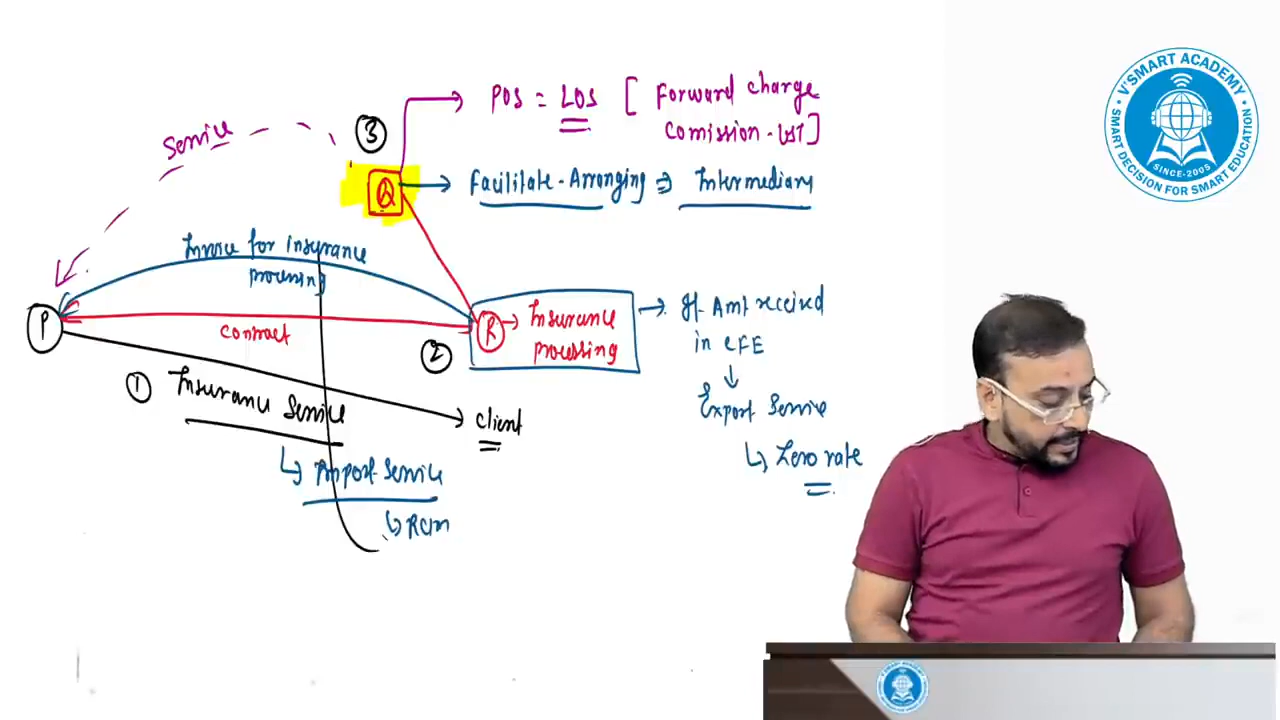 POS = LOS [ Forward charge
Comission - GST ]
③
Service
Q → Facilitate - Arranging ⇒ Intermediary
Invoice for insurance
processing
P
contract
② R → Insurance
processing
→ If Amt received
in CFE
↓
Export Service
↳ Zero rate
① Insurance Service
client
↳ Import Service
↳ RCM
V'SMART ACADEMY
SINCE-2005
SMART DECISION FOR SMART EDUCATION